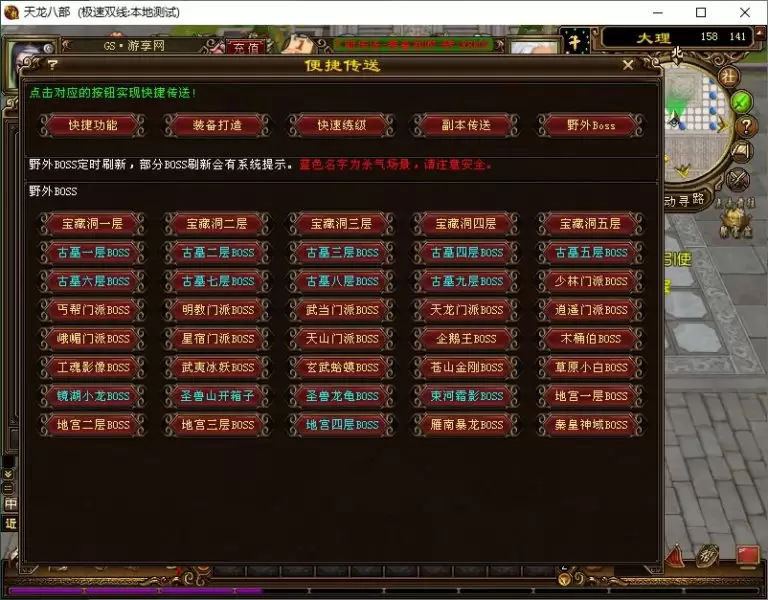 天龙八部 (极速双线:本地测试)
GS·游享网
充值
大理 158 141
北
便捷传送
点击对应的按钮实现快捷传送!
快捷功能 装备打造 快速练级 副本传送 野外Boss
野外BOSS定时刷新，部分BOSS刷新会有系统提示。蓝色名字为杀气场景，请注意安全。
野外BOSS
宝藏洞一层 宝藏洞二层 宝藏洞三层 宝藏洞四层 宝藏洞五层
古墓一层BOSS 古墓二层BOSS 古墓三层BOSS 古墓四层BOSS 古墓五层BOSS
古墓六层BOSS 古墓七层BOSS 古墓八层BOSS 古墓九层BOSS 少林门派BOSS
丐帮门派BOSS 明教门派BOSS 武当门派BOSS 天龙门派BOSS 逍遥门派BOSS
峨嵋门派BOSS 星宿门派BOSS 天山门派BOSS 企鹅王BOSS 木桶伯BOSS
工魂影像BOSS 武夷冰妖BOSS 玄武蛤蟆BOSS 苍山金刚BOSS 草原小白BOSS
镜湖小龙BOSS 圣兽山开箱子 圣兽龙龟BOSS 束河霜影BOSS 地宫一层BOSS
地宫二层BOSS 地宫三层BOSS 地宫四层BOSS 雁南暴龙BOSS 秦皇神域BOSS
社
动寻路
引使
申
近